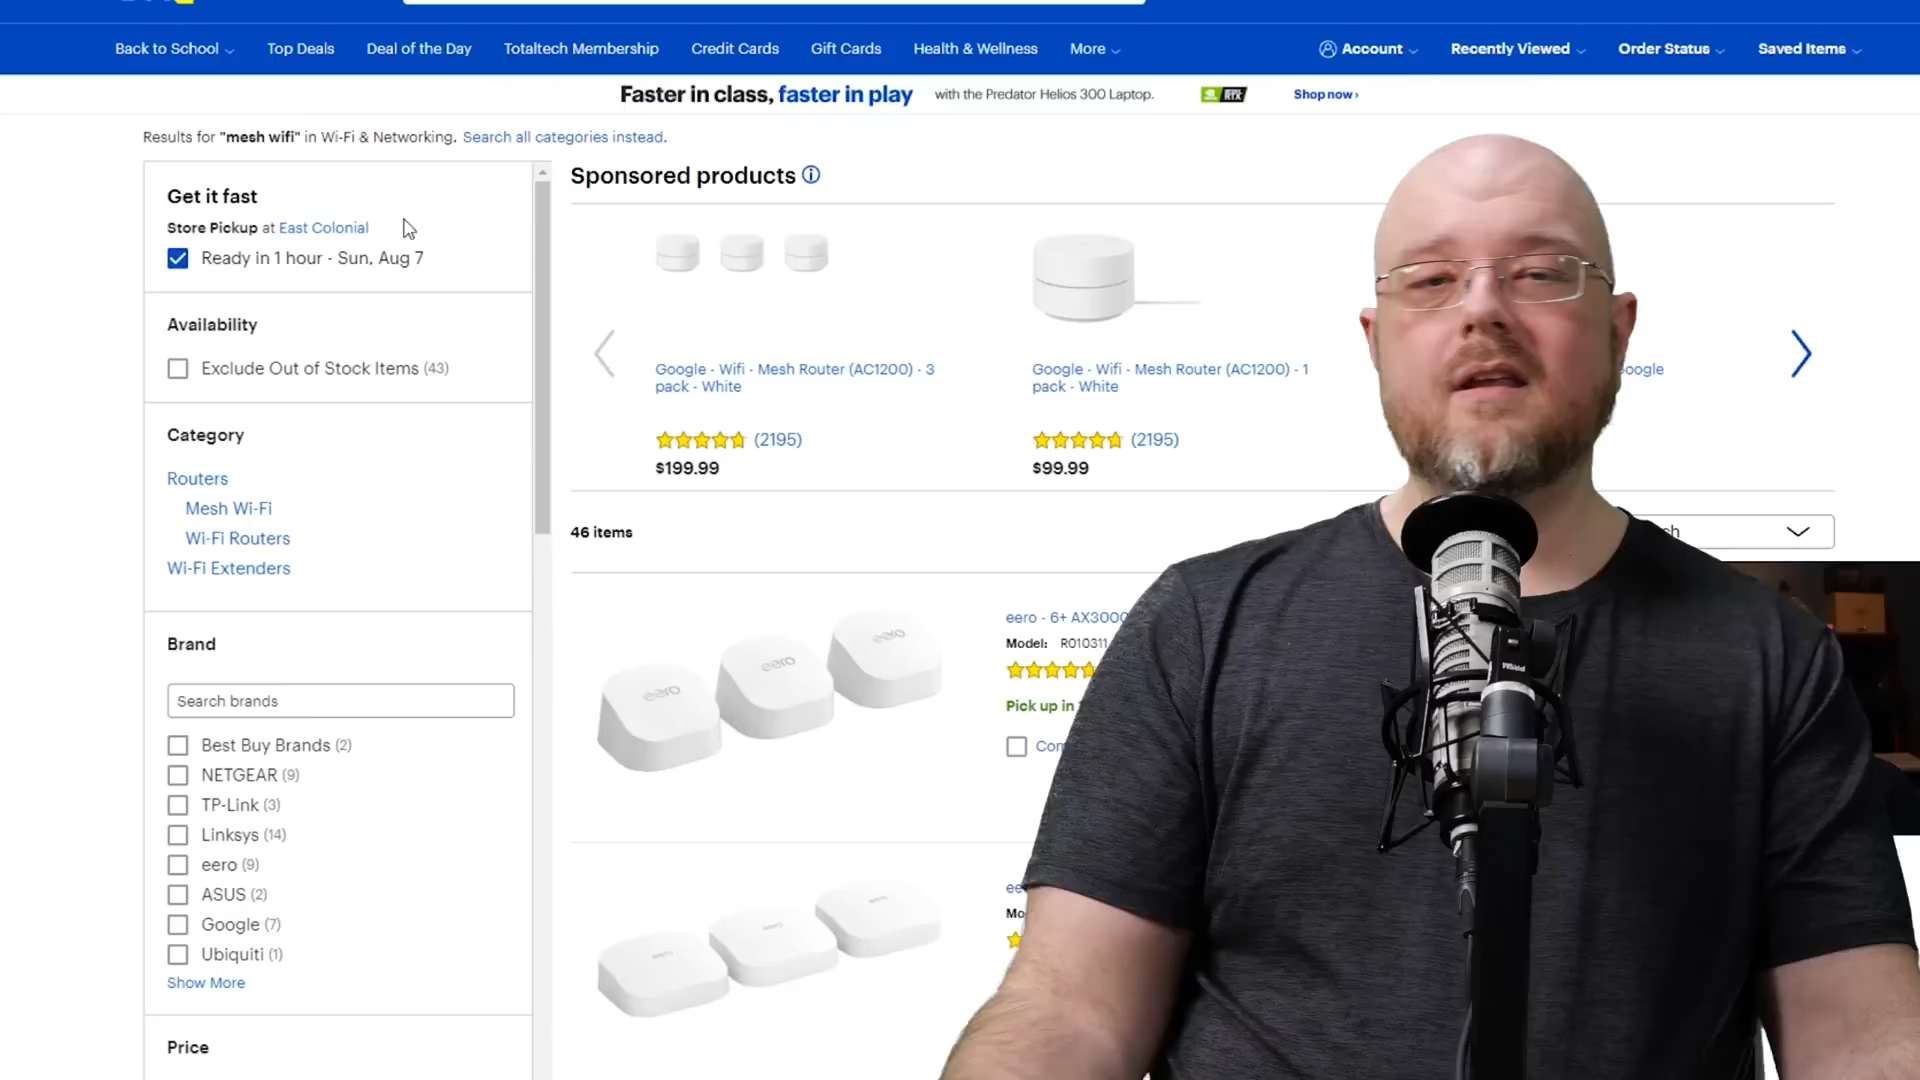 Back to School
Top Deals
Deal of the Day
Totaltech Membership
Credit Cards
Gift Cards
Health & Wellness
More
Account
Recently Viewed
Order Status
Saved Items
Faster in class, faster in play
with the Predator Helios 300 Laptop.
RTX
Shop now ›
Results for "mesh wifi" in Wi-Fi & Networking. Search all categories instead.
Get it fast
Store Pickup at East Colonial
Ready in 1 hour - Sun, Aug 7
Availability
Exclude Out of Stock Items (43)
Category
Routers
Mesh Wi-Fi
Wi-Fi Routers
Wi-Fi Extenders
Brand
Search brands
Best Buy Brands (2)
NETGEAR (9)
TP-Link (3)
Linksys (14)
eero (9)
ASUS (2)
Google (7)
Ubiquiti (1)
Show More
Price
Sponsored products
Google - Wifi - Mesh Router (AC1200) - 3
pack - White
(2195)
$199.99
Google - Wifi - Mesh Router (AC1200) - 1
pack - White
(2195)
$99.99
46 items
eero
eero
eero
eero - 6+ AX3000
Model: R010311
Pick up in